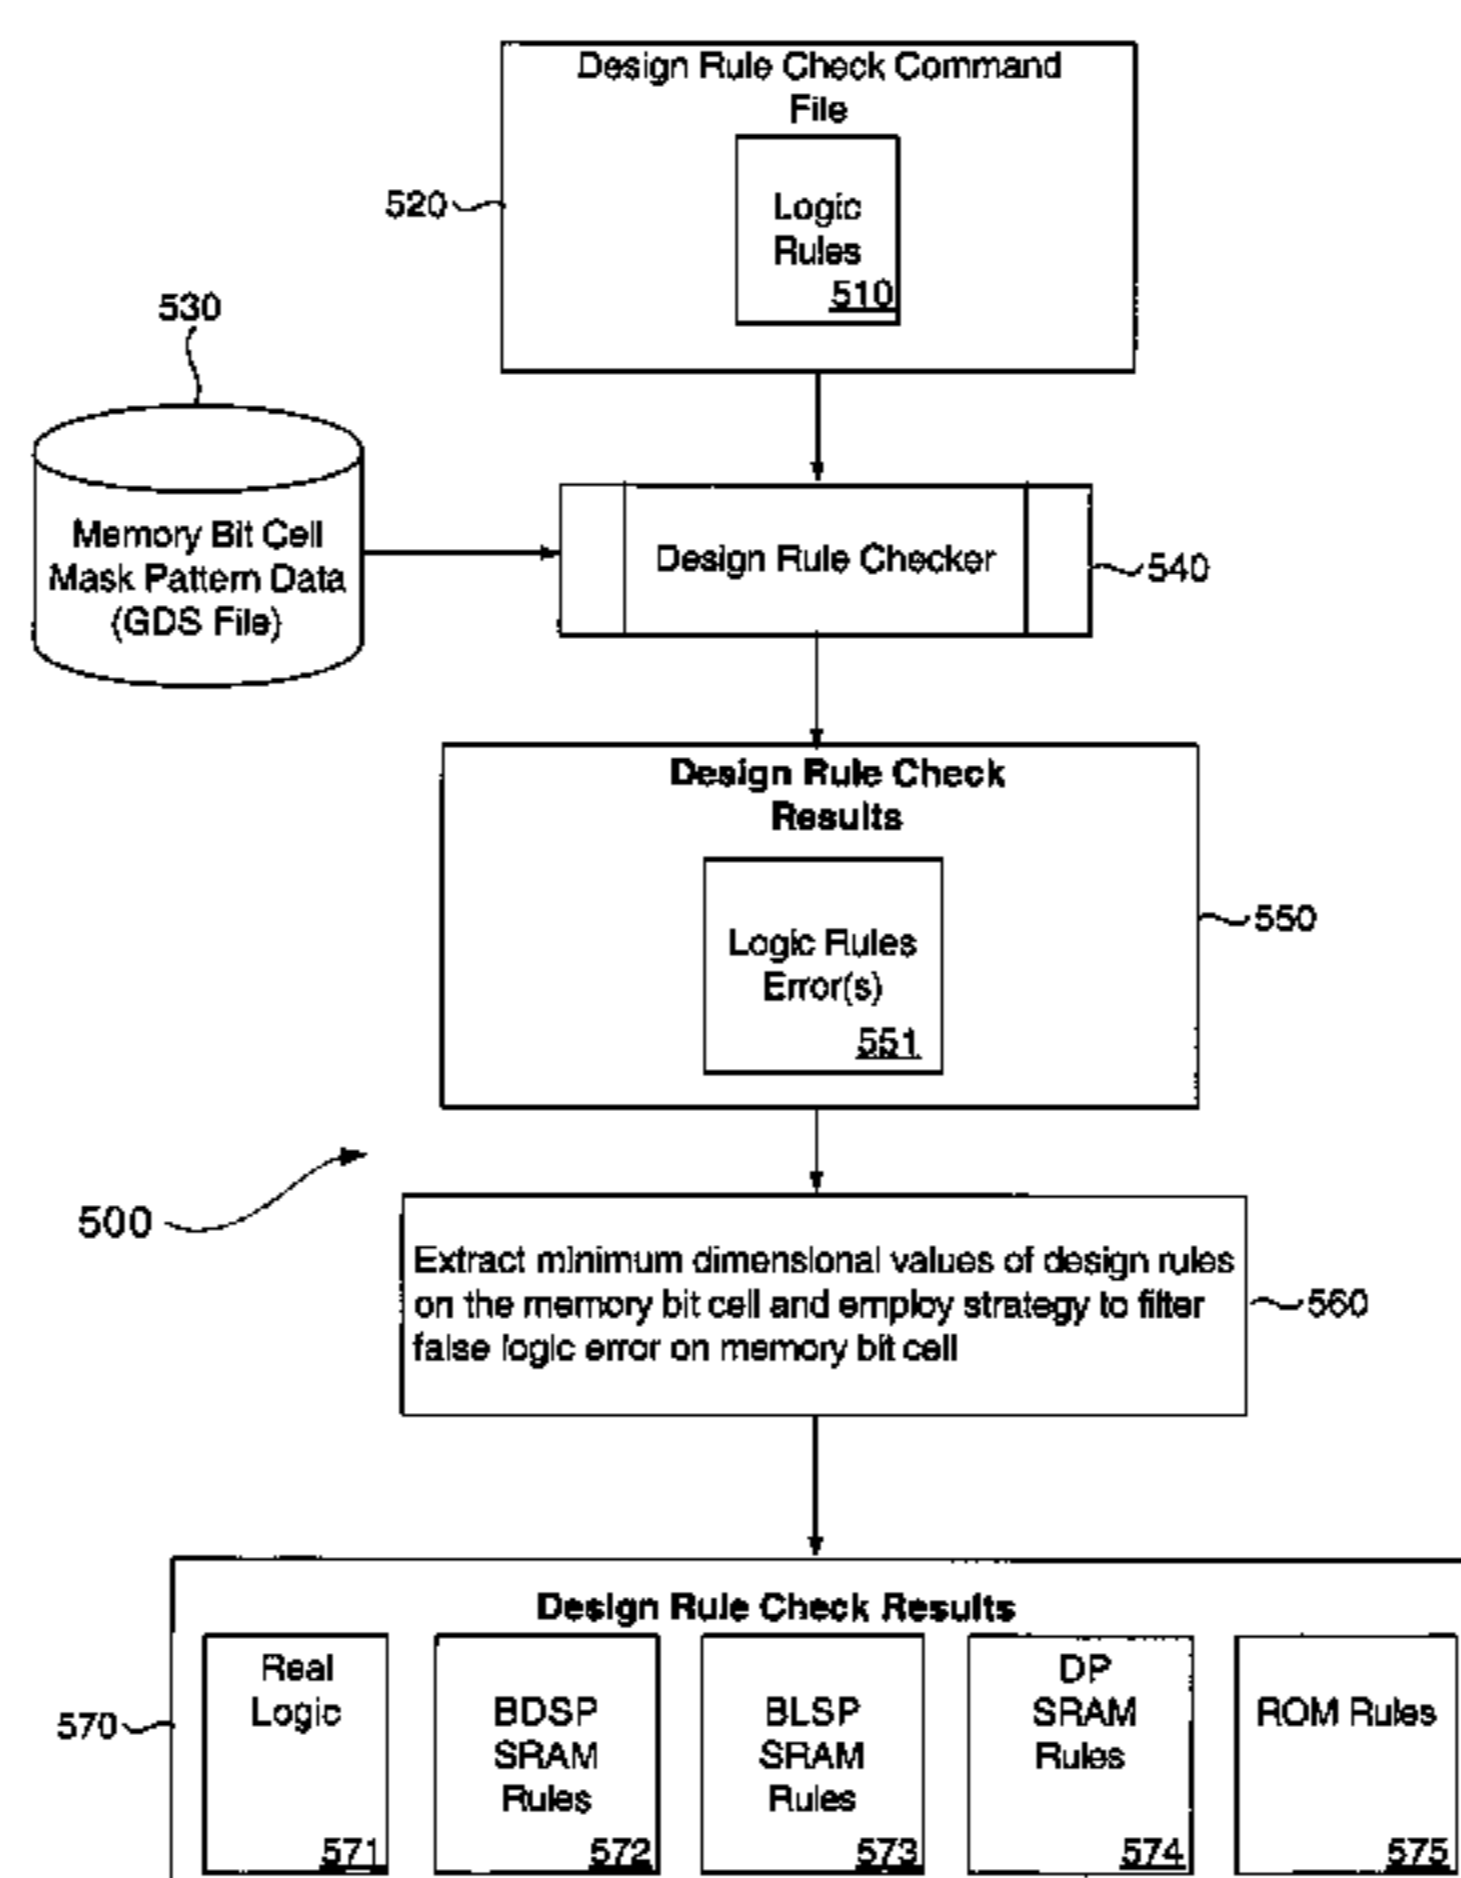 Design Rule Check Command
File
520
Logic
Rules
510
530
Memory Bit Cell
Mask Pattern Data
(GDS File)
Design Rule Checker
540
Design Rule Check
Results
550
Logic Rules
Error(s)
551
500
Extract minimum dimensional values of design rules
on the memory bit cell and employ strategy to filter
false logic error on memory bit cell
560
Design Rule Check Results
570
Real
Logic
571
BDSP
SRAM
Rules
572
BLSP
SRAM
Rules
573
DP
SRAM
Rules
574
ROM Rules
575